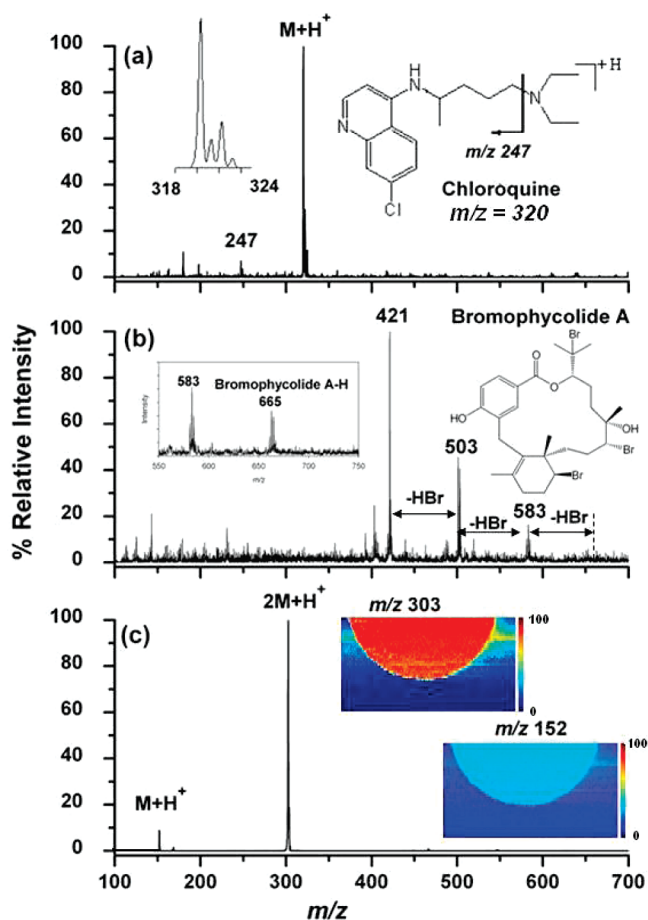 % Relative Intensity
100
80
60
40
20
0
(a)
M+H+
318
324
247
N
HN
N
Cl
+ H
m/z 247
Chloroquine
m/z = 320
100
80
60
40
20
0
(b)
421
Bromophycolide A
583
Bromophycolide A-H
665
Intensity
550
600
650
700
750
m/z
Br
O
O
HO
OH
Br
Br
503
583
-HBr
-HBr
-HBr
100
80
60
40
20
0
(c)
2M+H+
M+H+
m/z 303
100
0
m/z 152
100
0
100
200
300
400
500
600
700
m/z